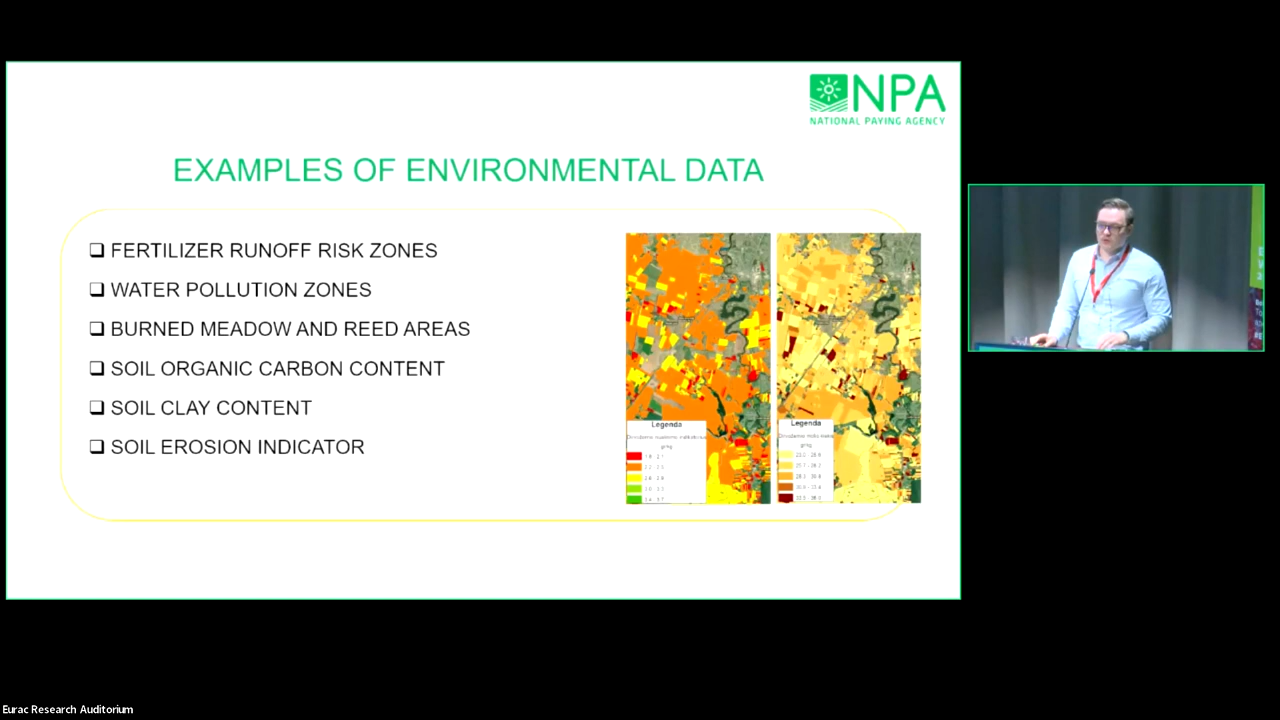 NPA
NATIONAL PAYING AGENCY
EXAMPLES OF ENVIRONMENTAL DATA
❑ FERTILIZER RUNOFF RISK ZONES
❑ WATER POLLUTION ZONES
❑ BURNED MEADOW AND REED AREAS
❑ SOIL ORGANIC CARBON CONTENT
❑ SOIL CLAY CONTENT
❑ SOIL EROSION INDICATOR
Legenda
Legenda
Eurac Research Auditorium